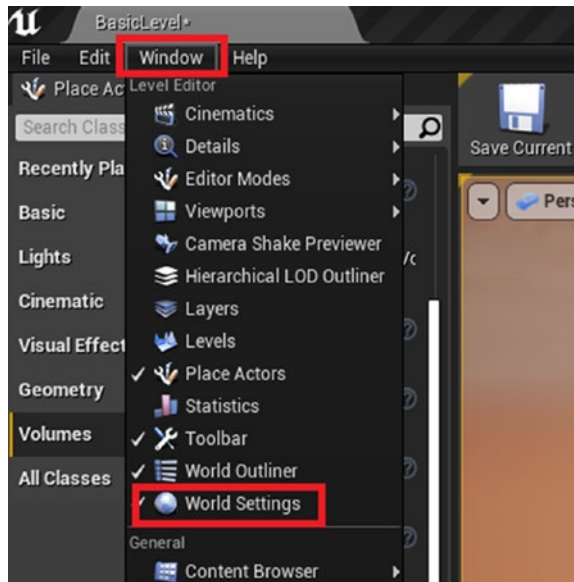 BasicLevel*
File Edit Window Help
Place Ac
Level Editor
Search Class
Save Current
Cinematics
Details
Recently Pla
Editor Modes
Basic
Viewports
Pers
Camera Shake Previewer
Lights
Hierarchical LOD Outliner
Cinematic
Layers
Visual Effect
Levels
Geometry
Place Actors
Statistics
Volumes
Toolbar
All Classes
World Outliner
World Settings
General
Content Browser